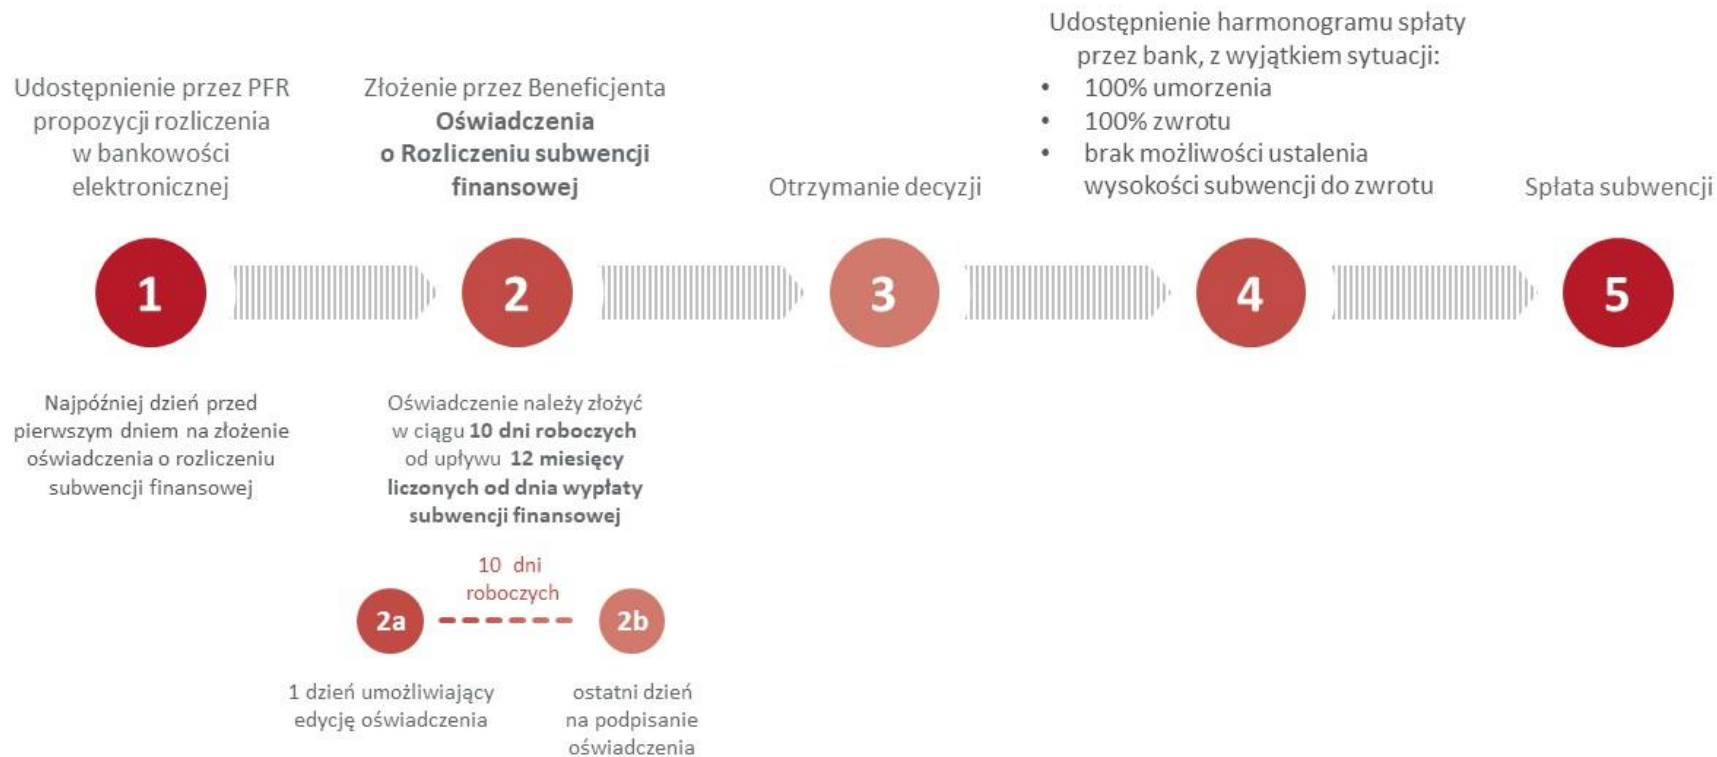 Udostępnienie przez PFR
propozycji rozliczenia
w bankowości
elektronicznej
1
Najpóźniej dzień przed
pierwszym dniem na złożenie
oświadczenia o rozliczeniu
subwencji finansowej
Złożenie przez Beneficjenta
Oświadczenia
o Rozliczeniu subwencji
finansowej
2
Oświadczenie należy złożyć
w ciągu 10 dni roboczych
od upływu 12 miesięcy
liczonych od dnia wypłaty
subwencji finansowej
10 dni
roboczych
2a
2b
1 dzień umożliwiający
edycję oświadczenia
ostatni dzień
na podpisanie
oświadczenia
Otrzymanie decyzji
3
Udostępnienie harmonogramu spłaty
przez bank, z wyjątkiem sytuacji:
• 100% umorzenia
• 100% zwrotu
• brak możliwości ustalenia
wysokości subwencji do zwrotu
4
Spłata subwencji
5